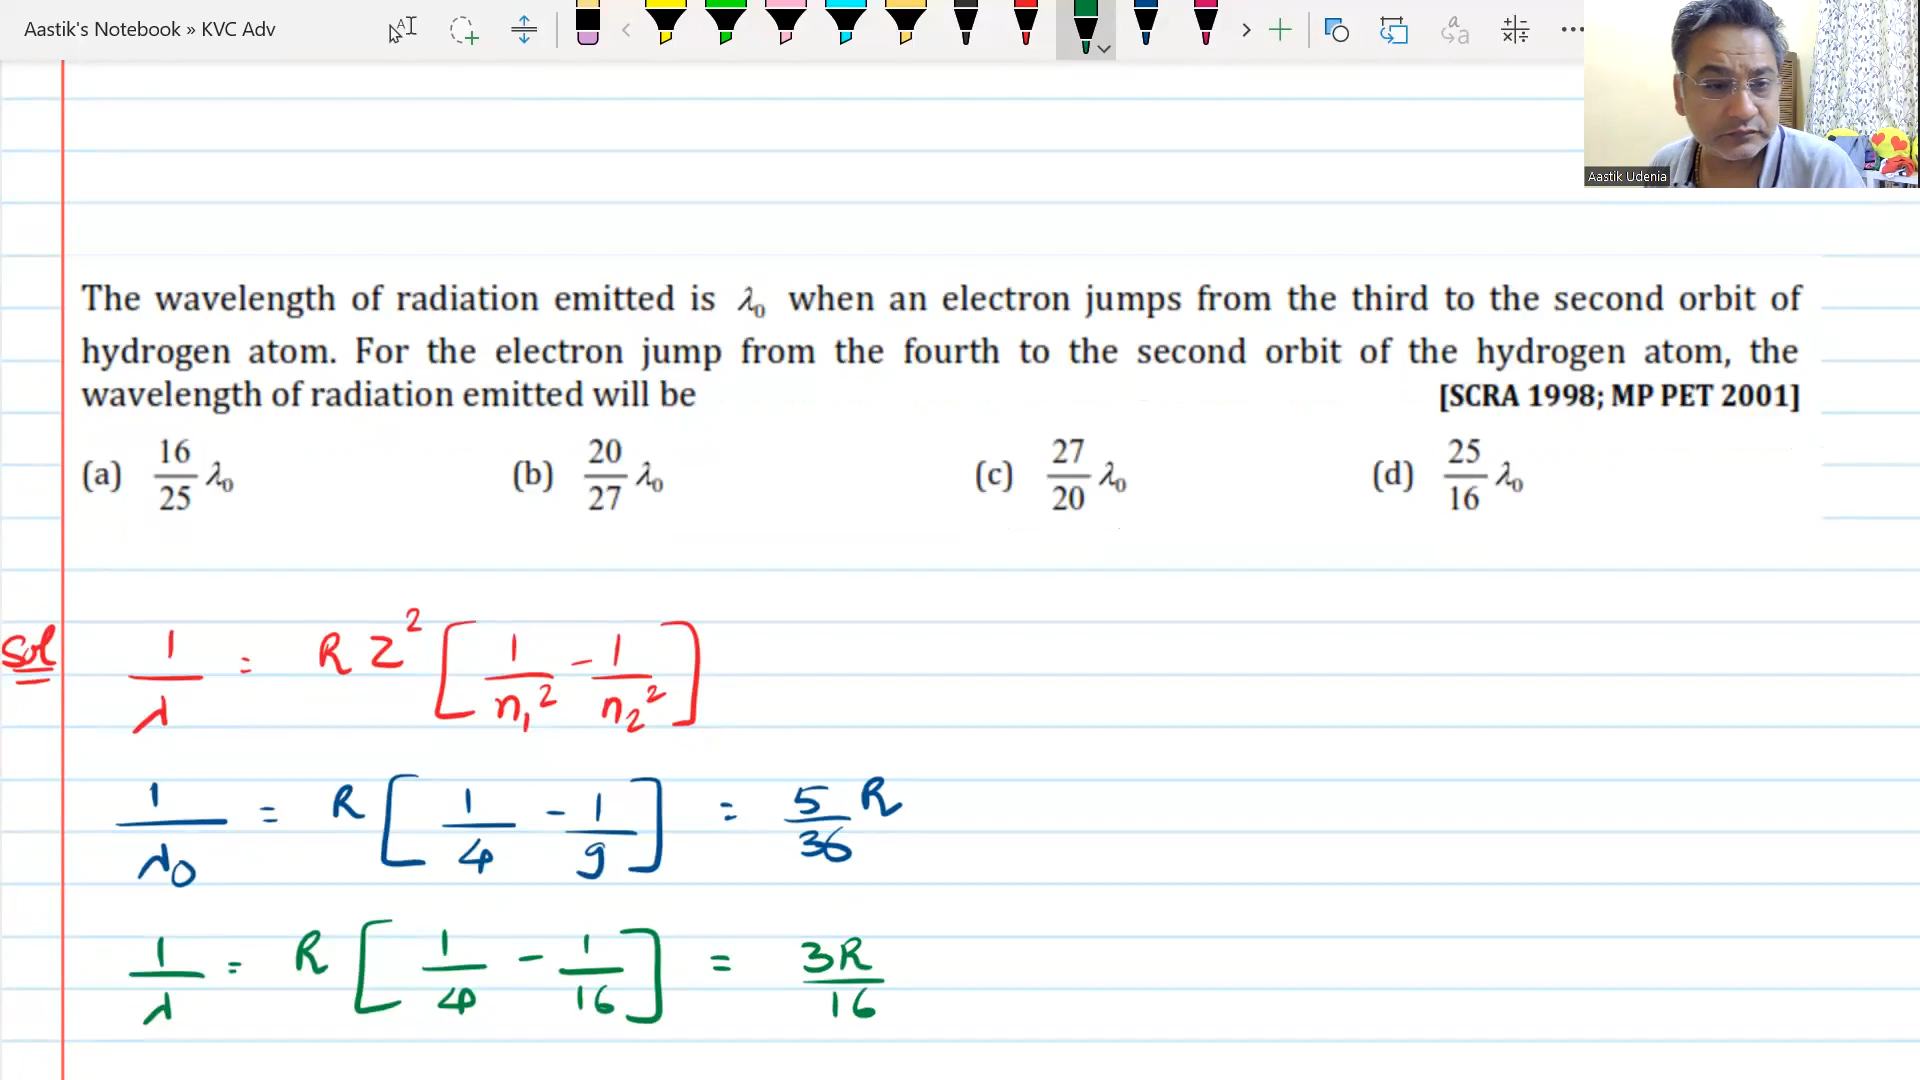 Aastik's Notebook » KVC Adv
Aastik Udenia
The wavelength of radiation emitted is λ₀ when an electron jumps from the third to the second orbit of
hydrogen atom. For the electron jump from the fourth to the second orbit of the hydrogen atom, the
wavelength of radiation emitted will be [SCRA 1998; MP PET 2001]
(a) 16/25 λ₀ (b) 20/27 λ₀ (c) 27/20 λ₀ (d) 25/16 λ₀
Sol 1/λ = R Z² [1/n₁² - 1/n₂²]
1/λ₀ = R [1/4 - 1/9] = 5/36 R
1/λ = R [1/4 - 1/16] = 3R/16